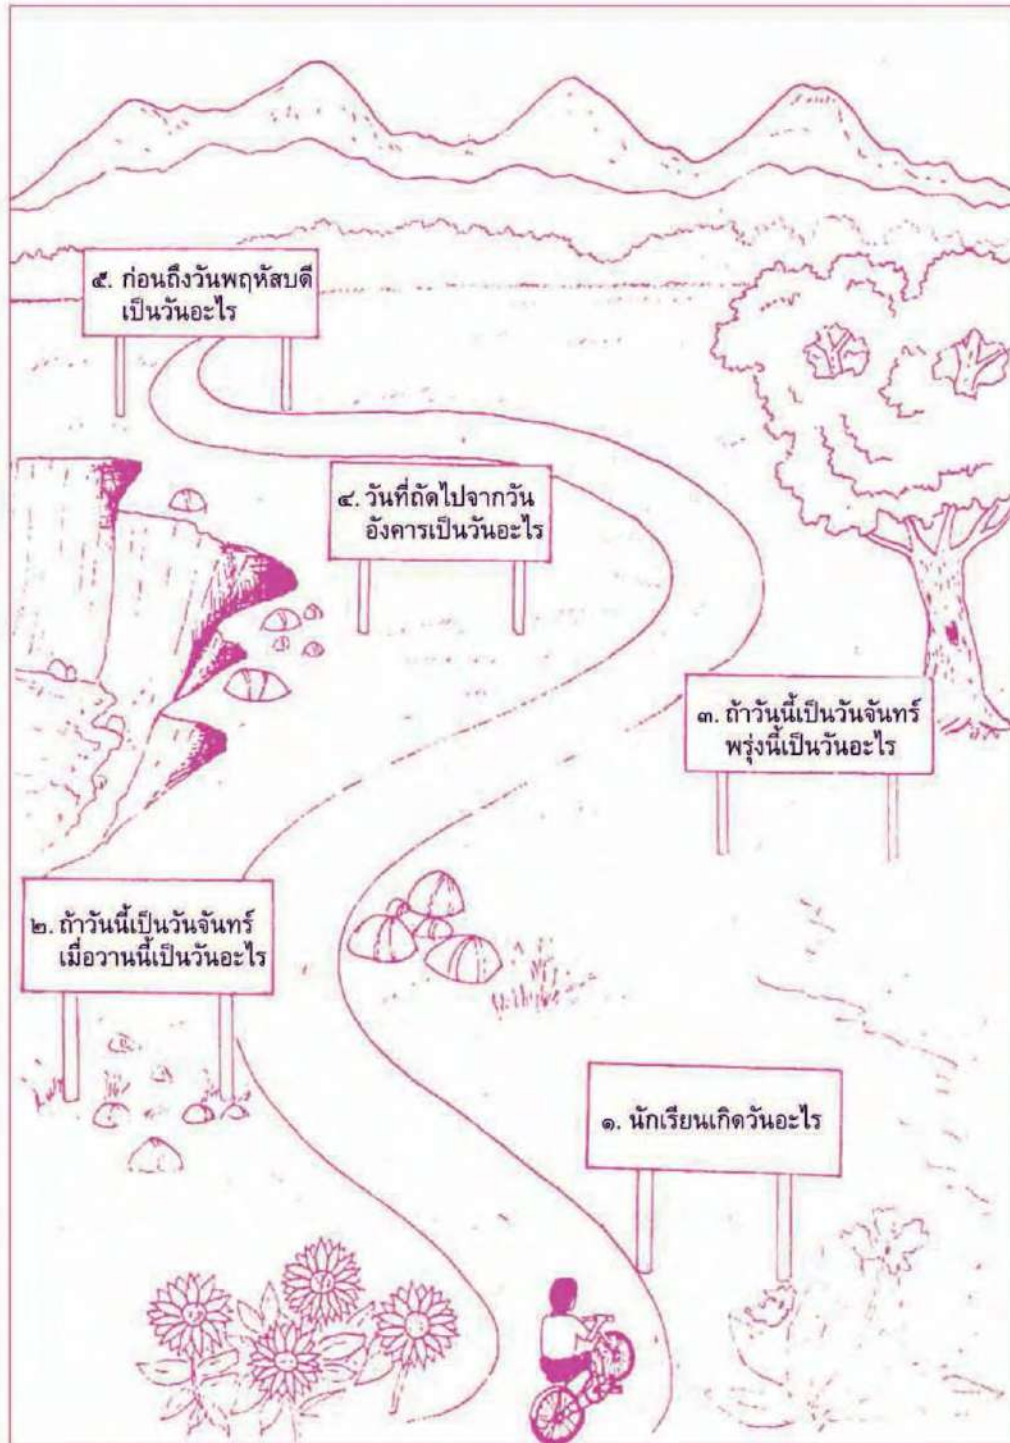 ๕. ก่อนถึงวันพฤหัสบดี
เป็นวันอะไร
๔. วันที่ถัดไปจากวัน
อังคารเป็นวันอะไร
๓. ถ้าวันนี้เป็นวันจันทร์
พรุ่งนี้เป็นวันอะไร
๒. ถ้าวันนี้เป็นวันจันทร์
เมื่อวานนี้เป็นวันอะไร
๑. นักเรียนเกิดวันอะไร